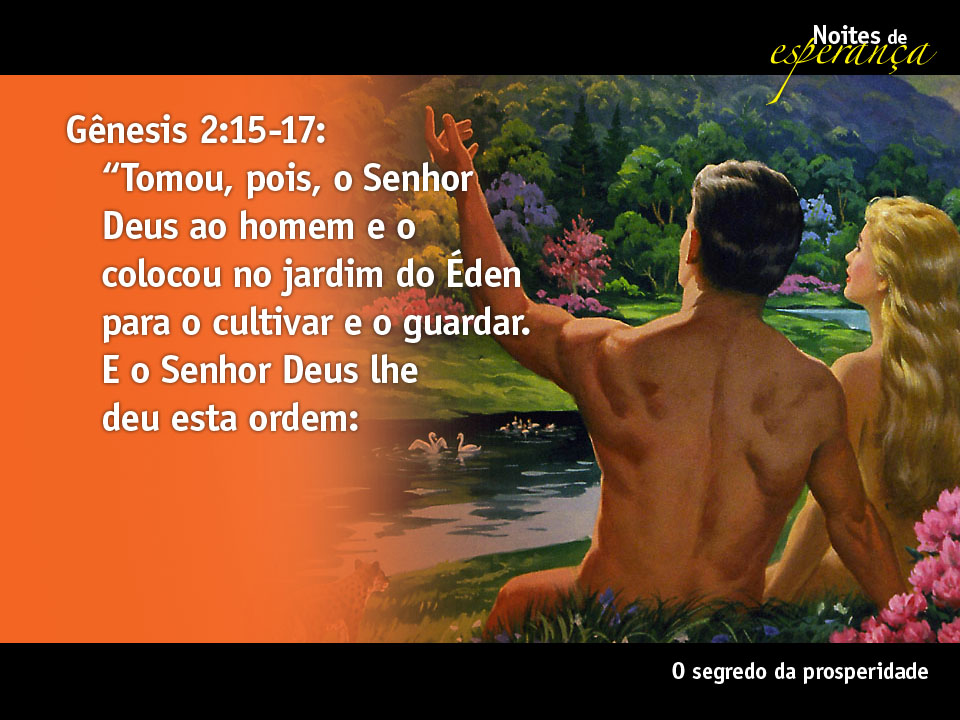 Noites de
esperança
Gênesis 2:15-17:
“Tomou, pois, o Senhor
Deus ao homem e o
colocou no jardim do Éden
para o cultivar e o guardar.
E o Senhor Deus lhe
deu esta ordem:
O segredo da prosperidade